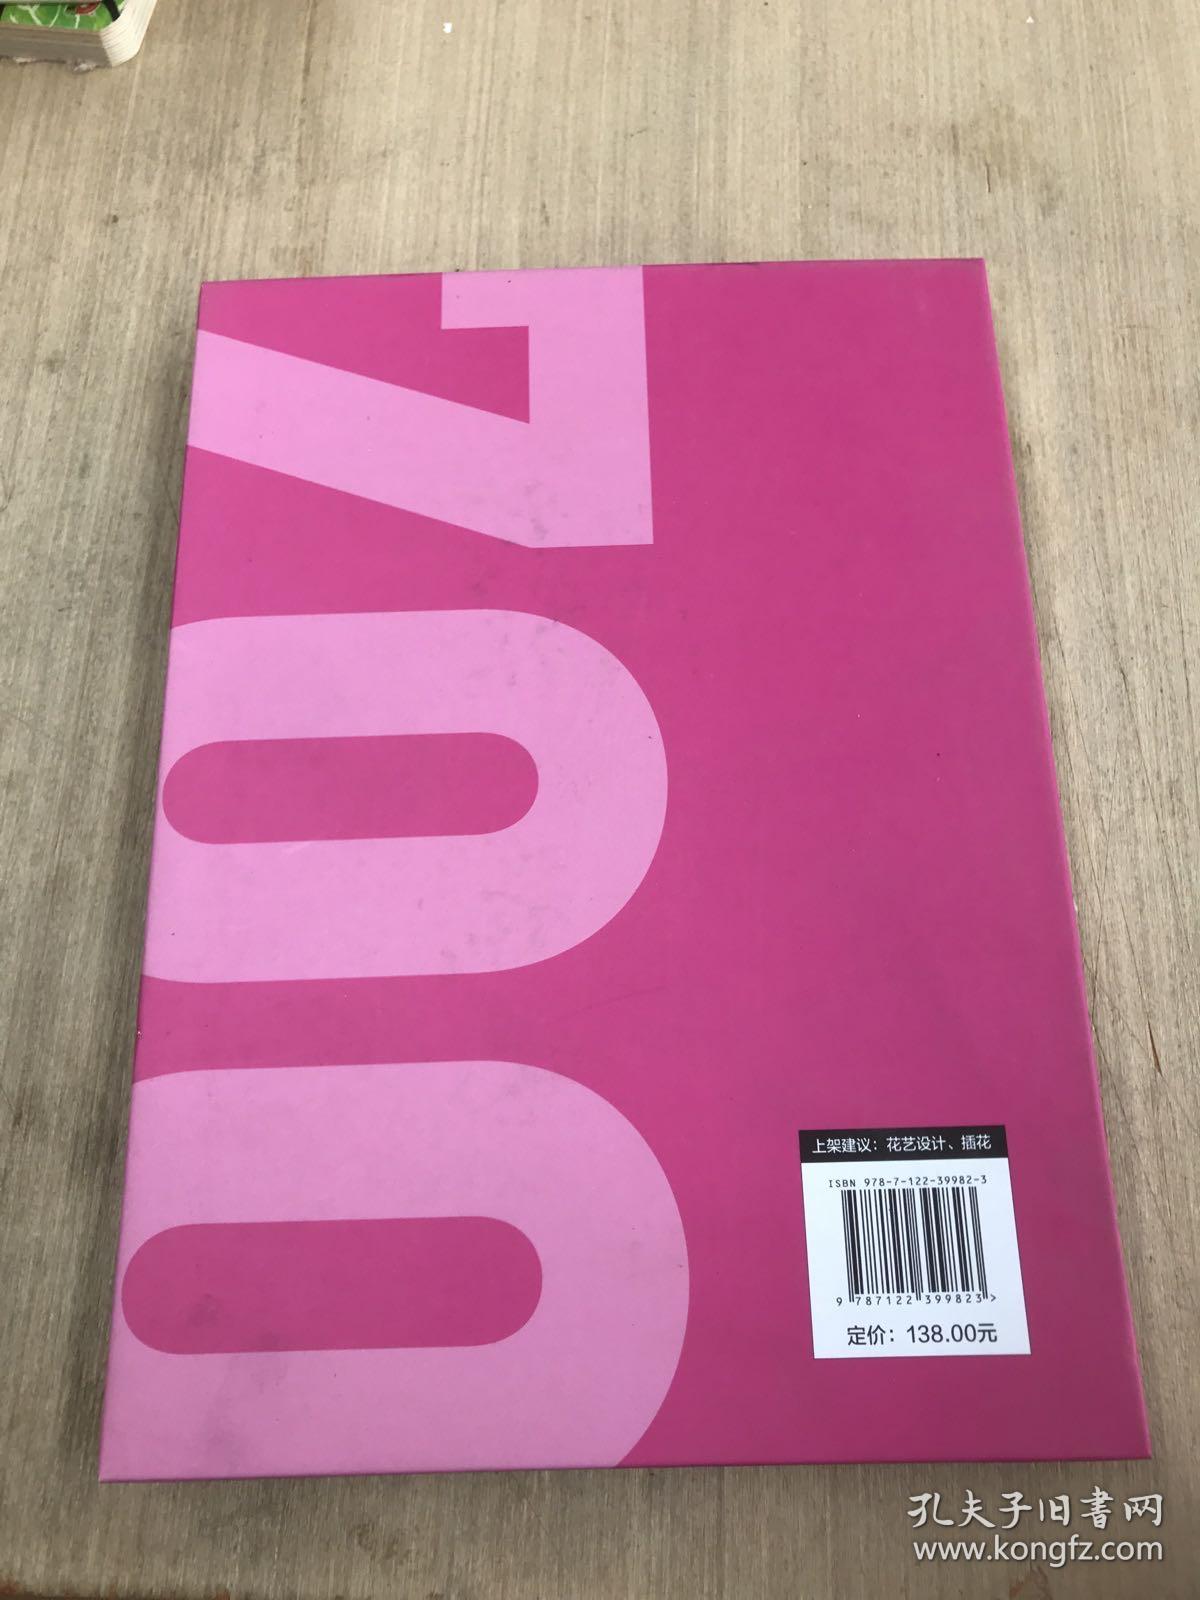 上架建议：花艺设计、插花
ISBN 978-7-122-39982-3
9 787122 399823>
定价：138.00元
孔夫子旧书网
www.kongfz.com